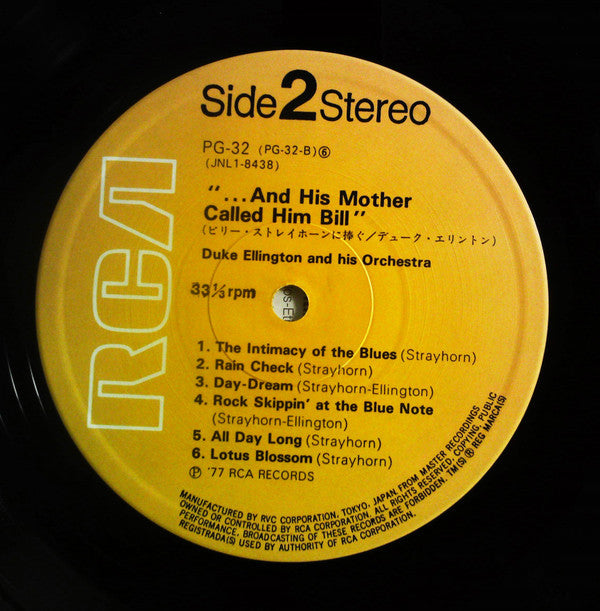 Side 2 Stereo
PG-32 (PG-32-B)⑥
(JNL1-8438)
RCA
"...And His Mother
Called Him Bill"
(ビリー・ストレイホーンに捧ぐ/デューク・エリントン)
Duke Ellington and his Orchestra
33⅓ rpm
1. The Intimacy of the Blues (Strayhorn)
2. Rain Check (Strayhorn)
3. Day-Dream (Strayhorn-Ellington)
4. Rock Skippin' at the Blue Note
(Strayhorn-Ellington)
5. All Day Long (Strayhorn)
6. Lotus Blossom (Strayhorn)
Ⓟ '77 RCA RECORDS
MANUFACTURED BY RVC CORPORATION, TOKYO, JAPAN, FROM MASTER RECORDINGS
OWNED OR CONTROLLED BY RCA CORPORATION. ALL RIGHTS RESERVED. COPYING, PUBLIC
PERFORMANCE, BROADCASTING OF THESE RECORDS ARE FORBIDDEN. TM(S) ® REG MARCA(S)
REGISTRADA(S) USED BY AUTHORITY OF RCA CORPORATION.